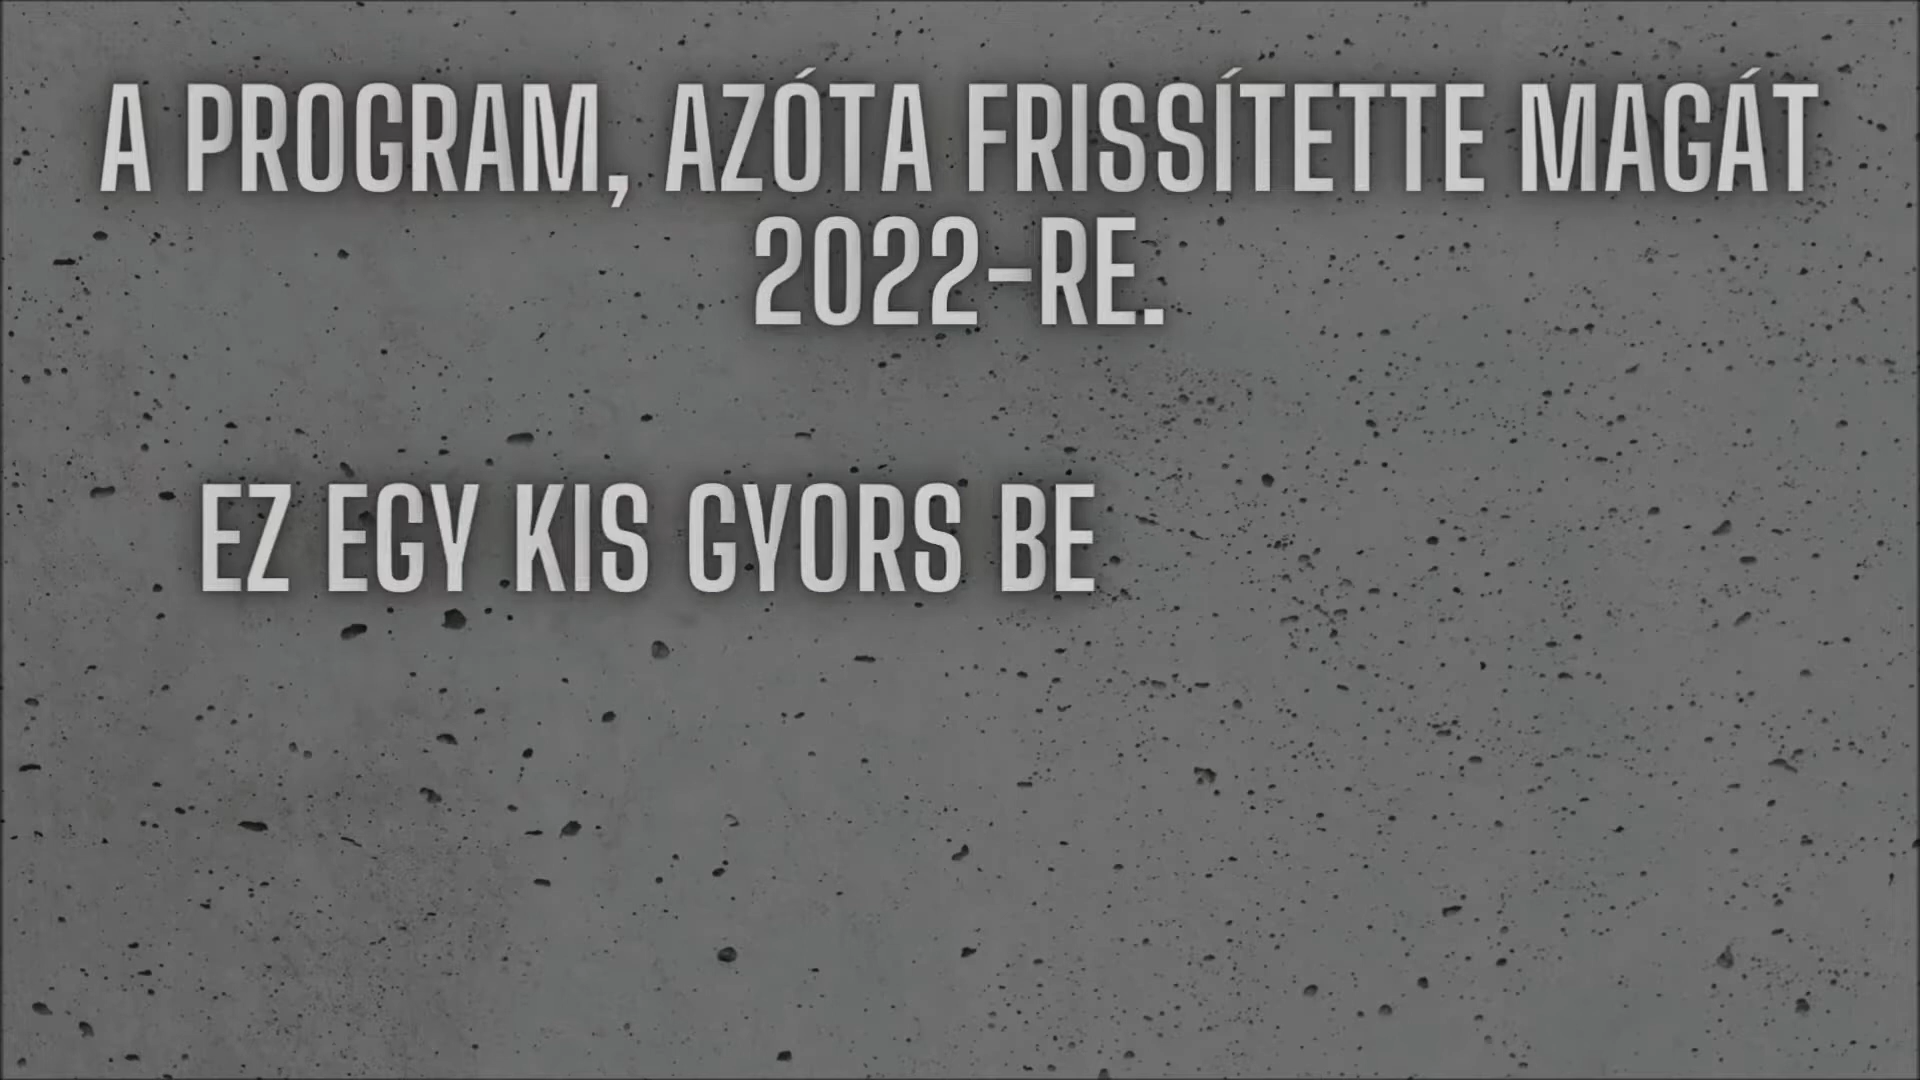 A PROGRAM, AZÓTA FRISSÍTETTE MAGÁT
2022-RE.
EZ EGY KIS GYORS BE